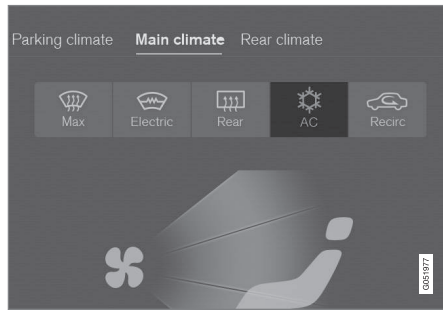 Parking climate Main climate Rear climate
Max Electric Rear AC Recirc
G051977